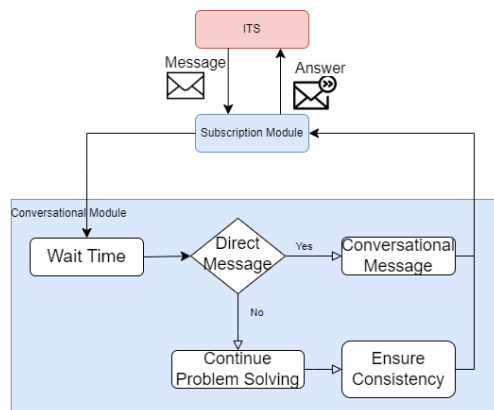 ITS
Message
Answer
Subscription Module
Conversational Module
Wait Time
Direct
Message
Yes
Conversational
Message
No
Continue
Problem Solving
Ensure
Consistency